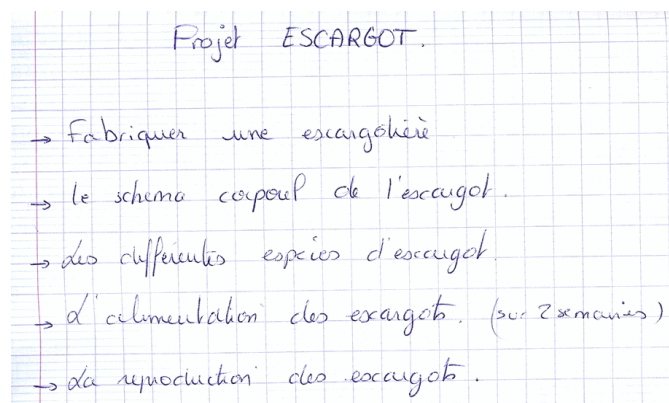 Projet ESCARGOT.
→ Fabriquer une escargotière
→ le schéma corporel de l'escargot.
→ Les différentes espèces d'escargot.
→ L'alimentation des escargots. (sur 2 semaines)
→ La reproduction des escargots.